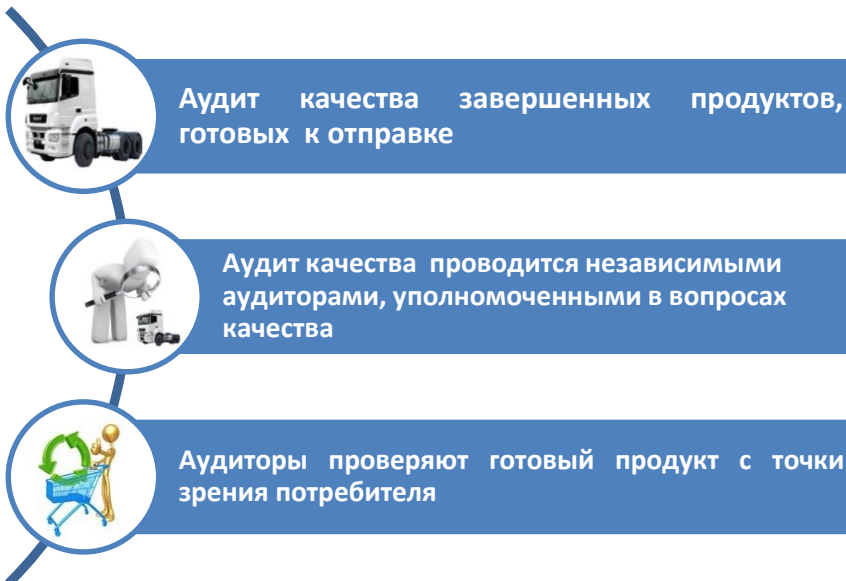 Аудит качества завершенных продуктов,
готовых к отправке
Аудит качества проводится независимыми
аудиторами, уполномоченными в вопросах
качества
Аудиторы проверяют готовый продукт с точки
зрения потребителя